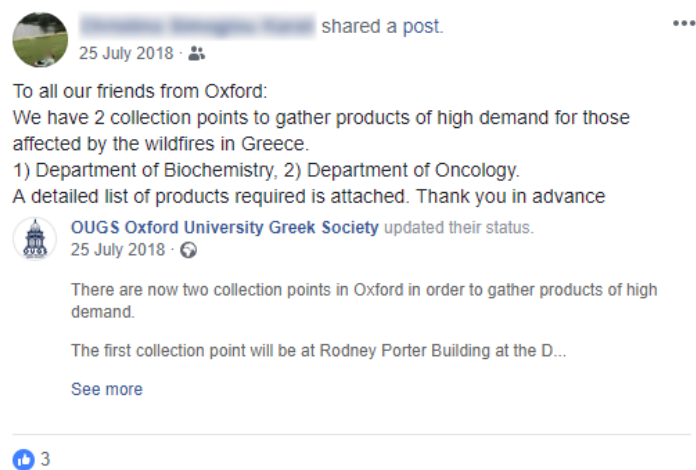 shared a post.
25 July 2018 ·
To all our friends from Oxford:
We have 2 collection points to gather products of high demand for those
affected by the wildfires in Greece.
1) Department of Biochemistry, 2) Department of Oncology.
A detailed list of products required is attached. Thank you in advance
OUGS Oxford University Greek Society updated their status.
25 July 2018 ·
There are now two collection points in Oxford in order to gather products of high
demand.
The first collection point will be at Rodney Porter Building at the D...
See more
3